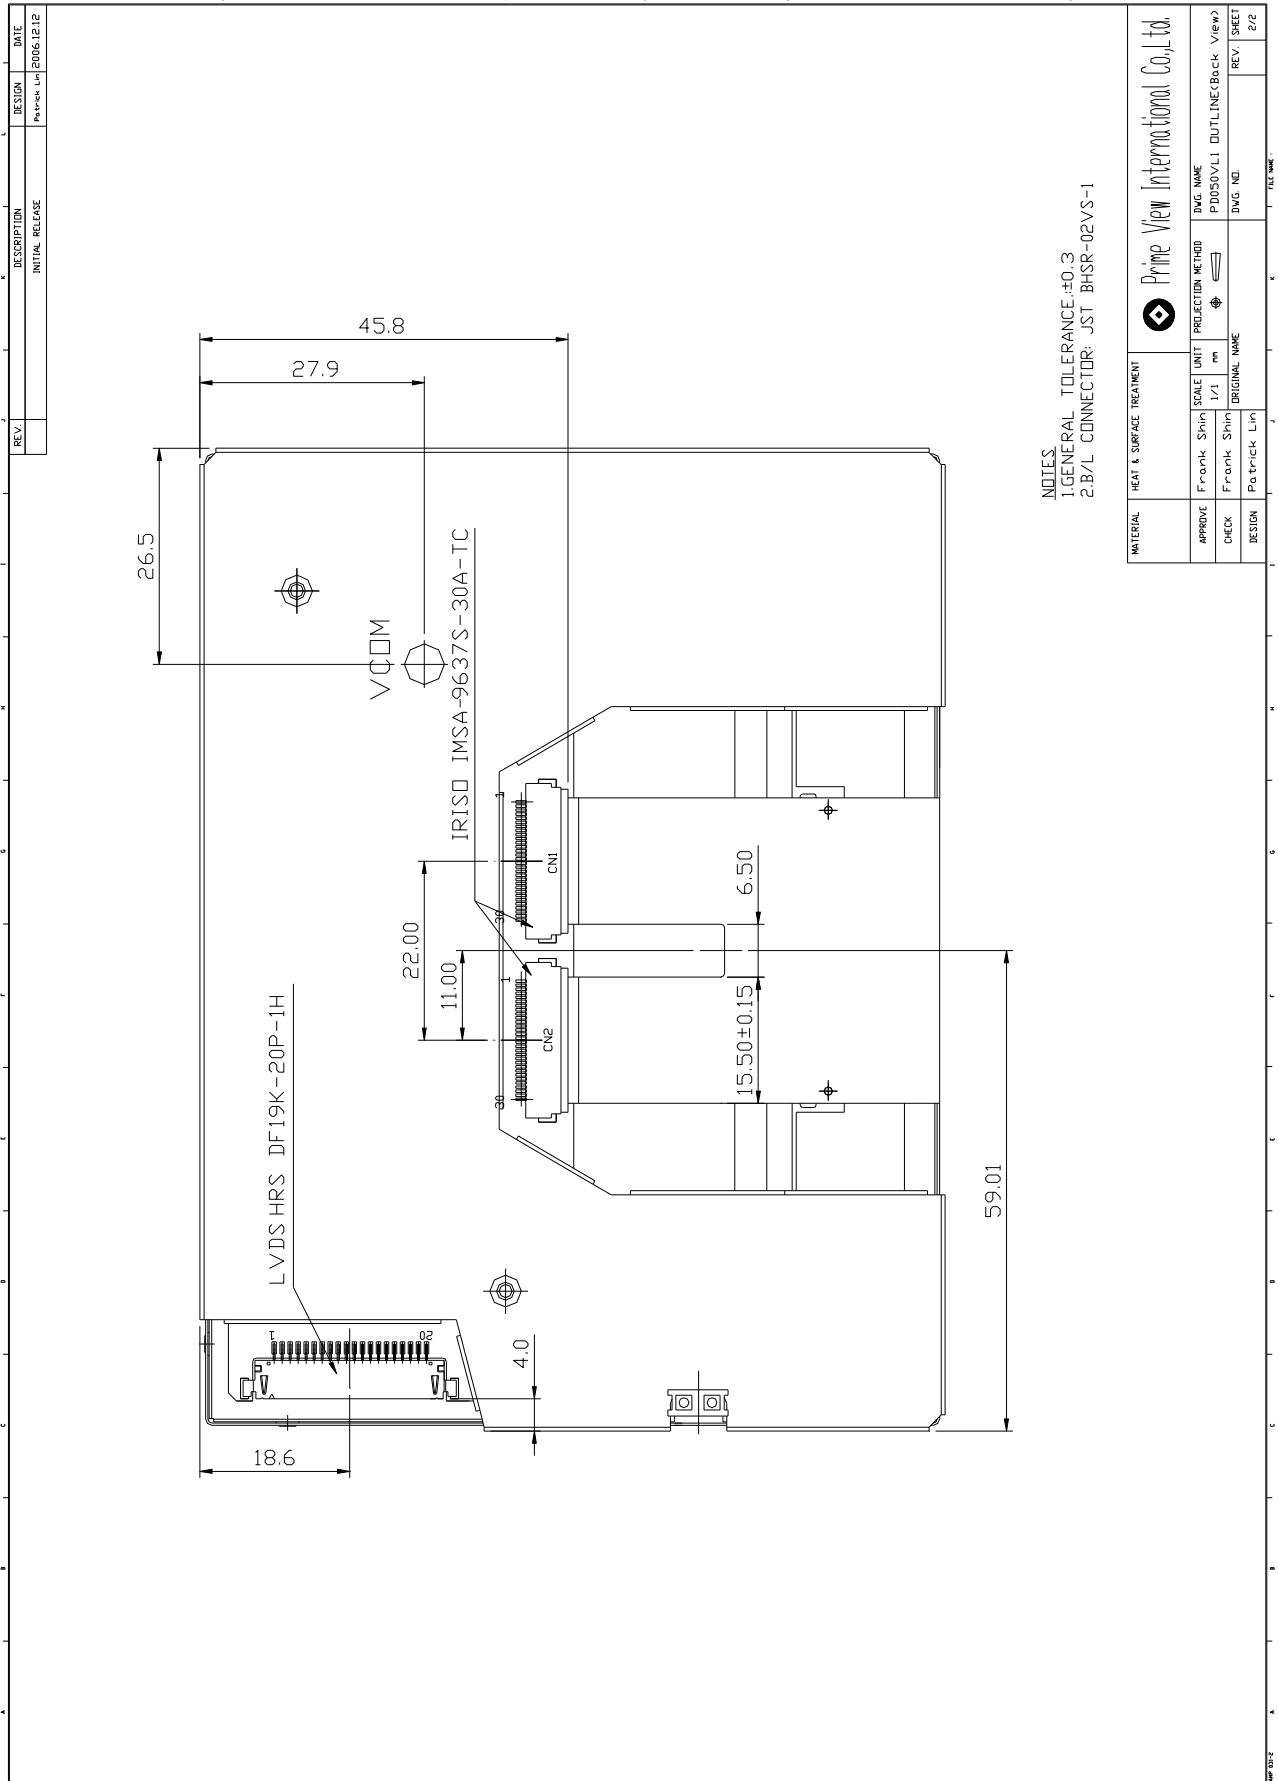 REV.
DESCRIPTION
DESIGN
DATE
INITIAL RELEASE
Patrick Lin
2006.12.12
45.8
27.9
26.5
VCOM
IRISO IMSA-9637S-30A-TC
LVDS HRS DF19K-20P-1H
22.00
11.00
1
30
CN1
1
30
CN2
6.50
15.50±0.15
59.01
1
20
4.0
18.6
NOTES
1.GENERAL TOLERANCE:±0.3
2.B/L CONNECTOR: JST BHSR-02VS-1
MATERIAL
HEAT & SURFACE TREATMENT
Prime View International Co.,Ltd.
APPROVE
Frank Shin
SCALE
UNIT
PROJECTION METHOD
DWG. NAME
1/1
mm
PD050VL1 OUTLINE(Back View)
CHECK
Frank Shin
ORIGINAL NAME
DWG. NO.
REV.
SHEET
2/2
DESIGN
Patrick Lin
FILE NAME :
L
K
J
I
H
G
F
E
D
C
B
A